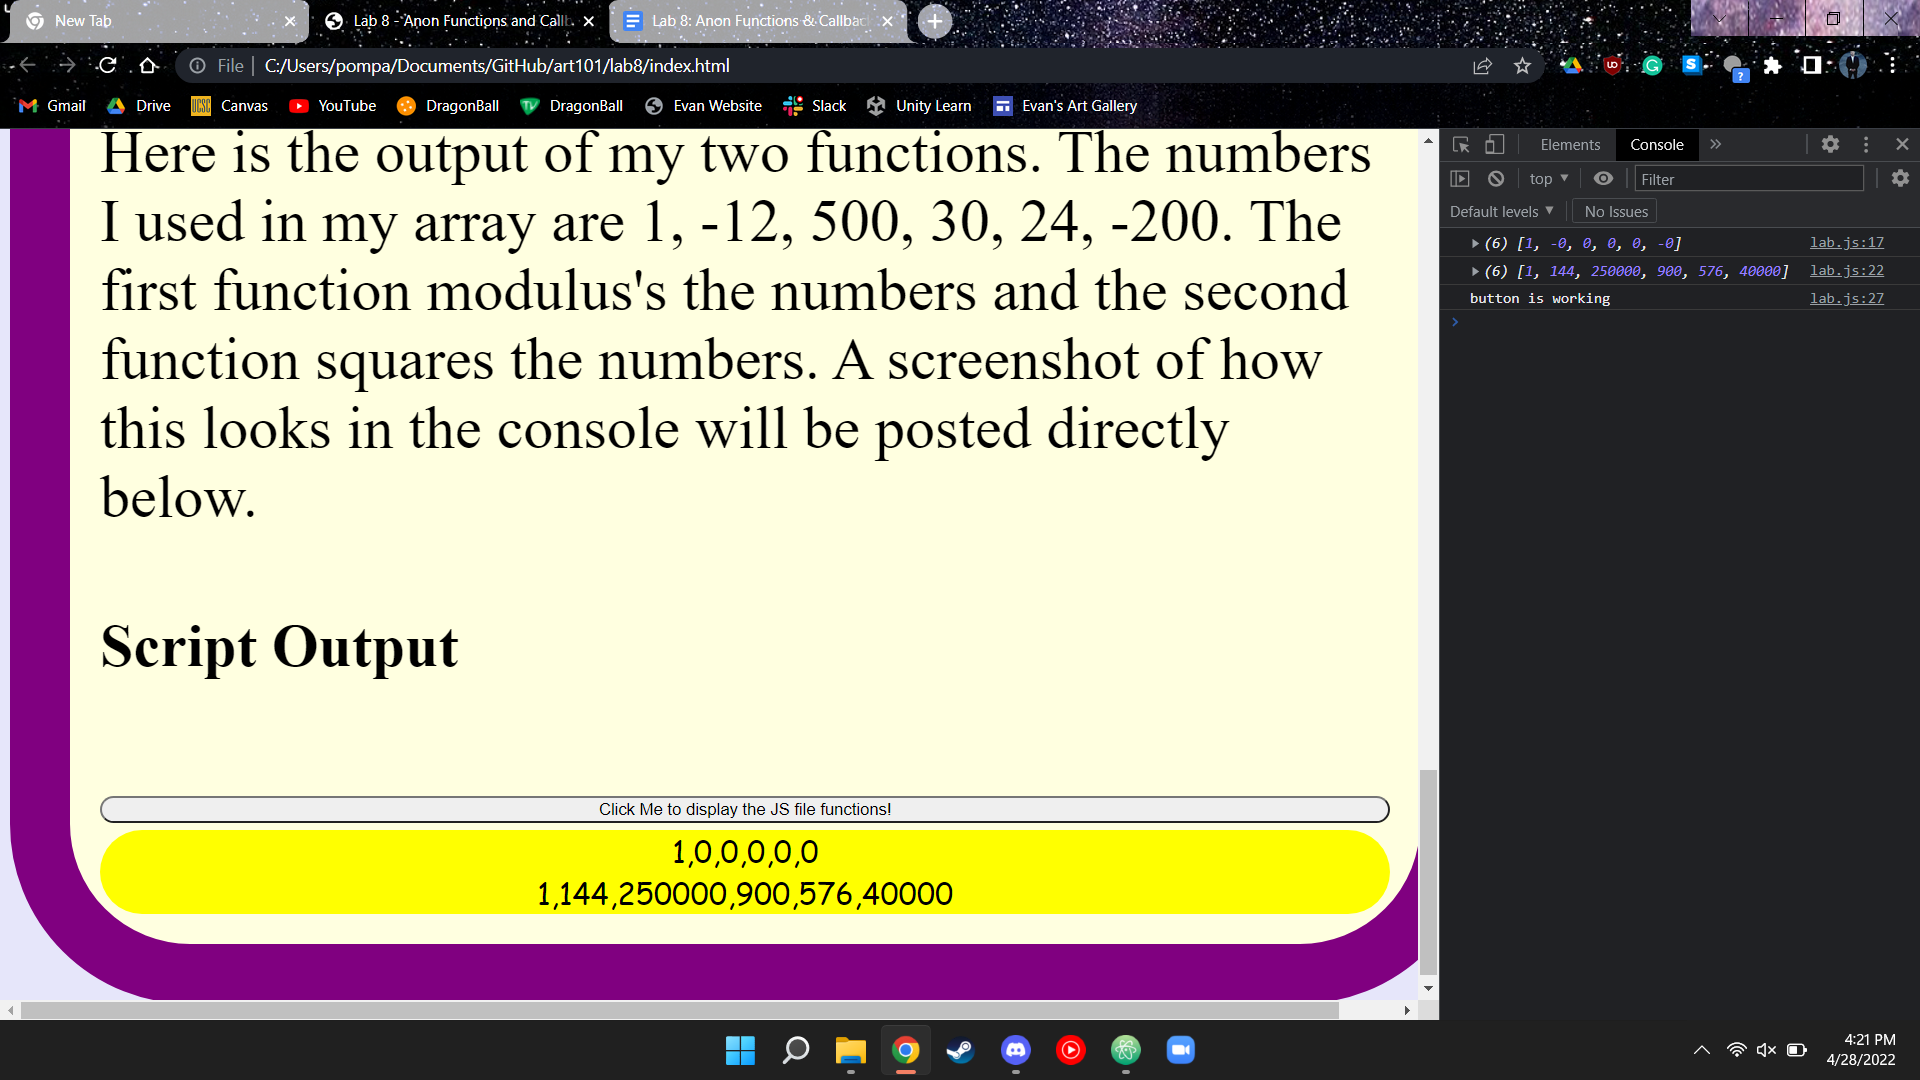 New Tab
Lab 8 - Anon Functions and Callb
Lab 8: Anon Functions & Callbac
File
C:/Users/pompa/Documents/GitHub/art101/lab8/index.html
Gmail
Drive
UCSC
Canvas
YouTube
DragonBall
DragonBall
Evan Website
Slack
Unity Learn
Evan's Art Gallery
Here is the output of my two functions. The numbers
I used in my array are 1, -12, 500, 30, 24, -200. The
first function modulus's the numbers and the second
function squares the numbers. A screenshot of how
this looks in the console will be posted directly
below.
Script Output
Click Me to display the JS file functions!
1,0,0,0,0,0
1,144,250000,900,576,40000
Elements
Console
top
Filter
Default levels
No Issues
(6) [1, -0, 0, 0, 0, -0] lab.js:17
(6) [1, 144, 250000, 900, 576, 40000] lab.js:22
button is working lab.js:27
4:21 PM
4/28/2022